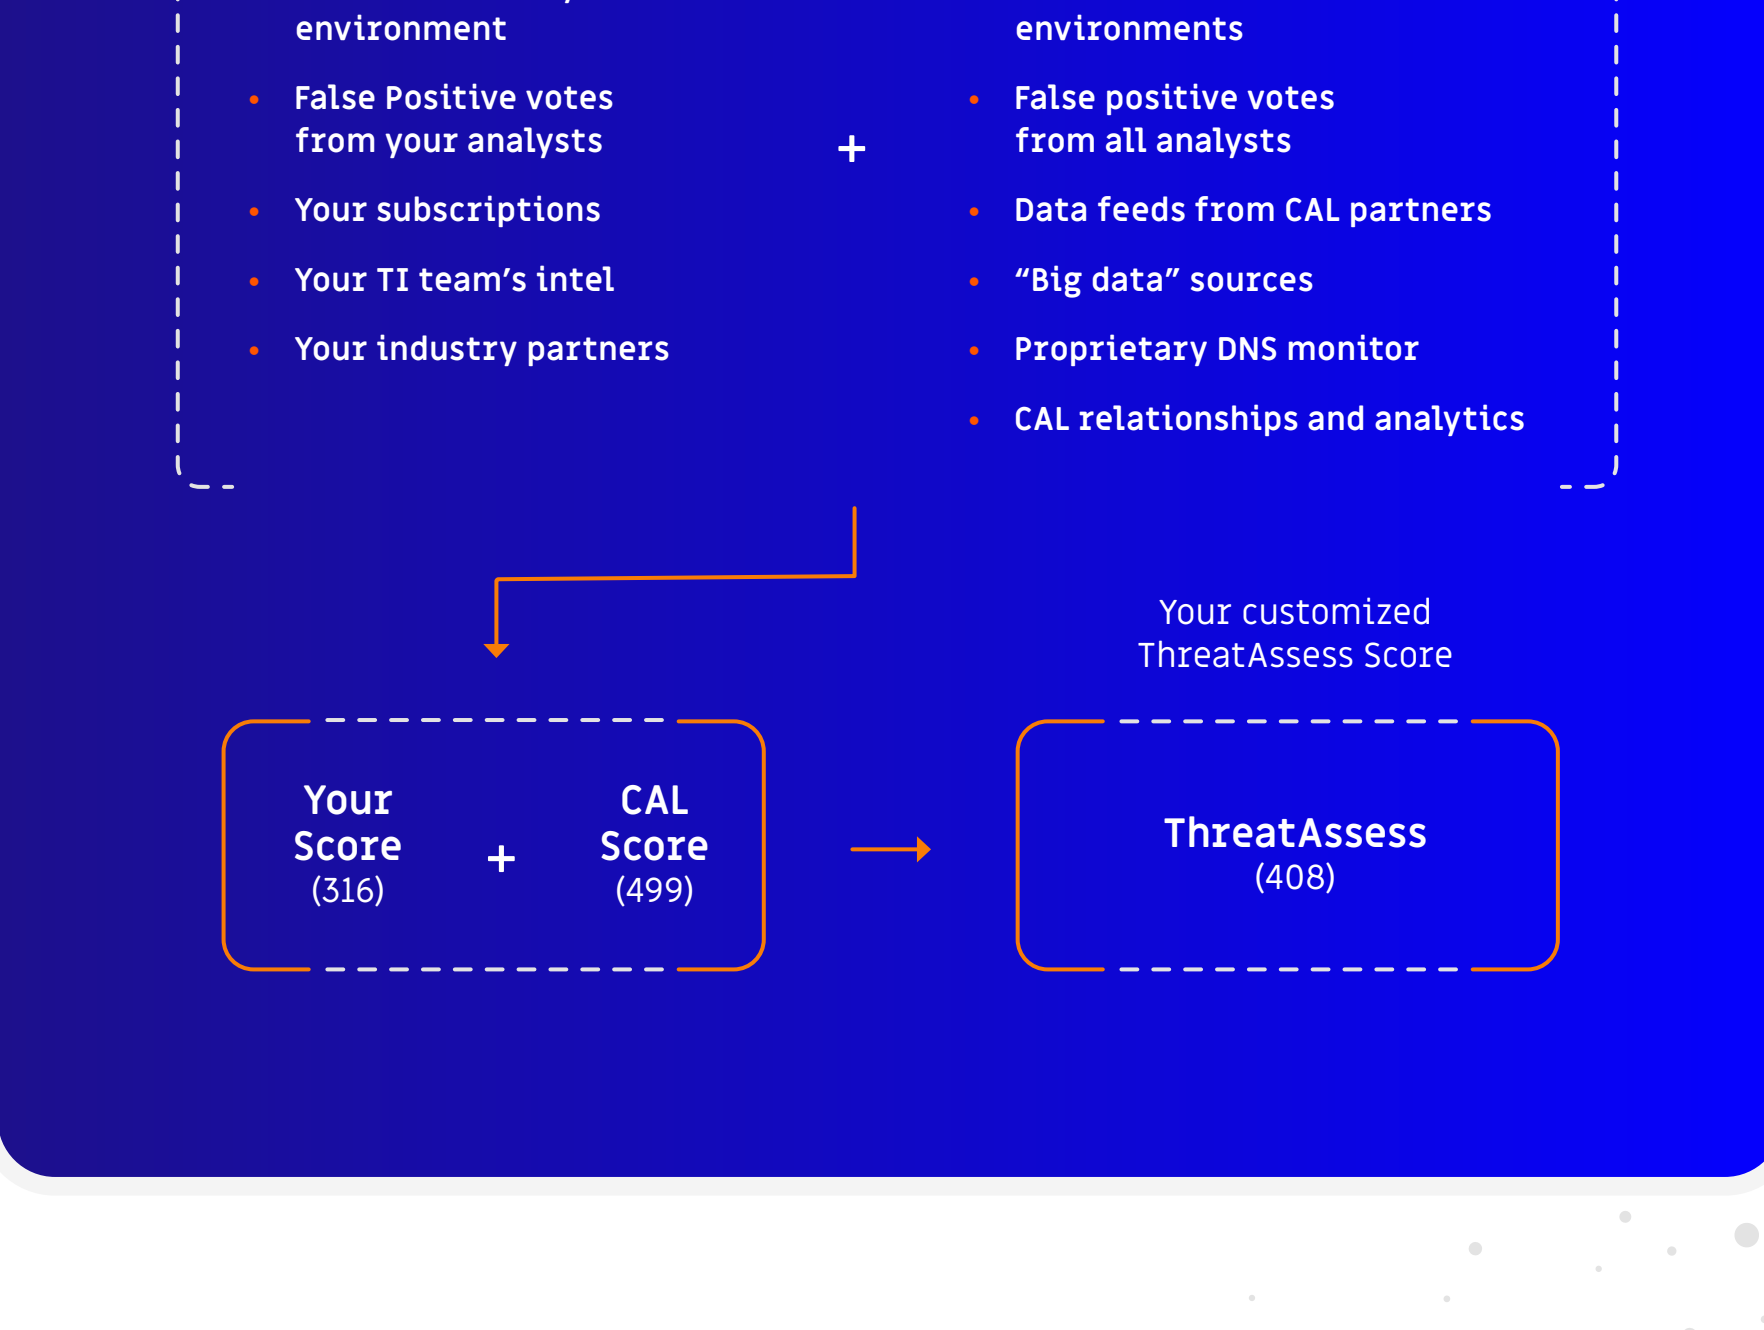 environment
False Positive votes
from your analysts
Your subscriptions
Your TI team’s intel
Your industry partners
+
environments
False positive votes
from all analysts
Data feeds from CAL partners
“Big data” sources
Proprietary DNS monitor
CAL relationships and analytics
Your customized
ThreatAssess Score
Your
Score
(316)
+
CAL
Score
(499)
ThreatAssess
(408)